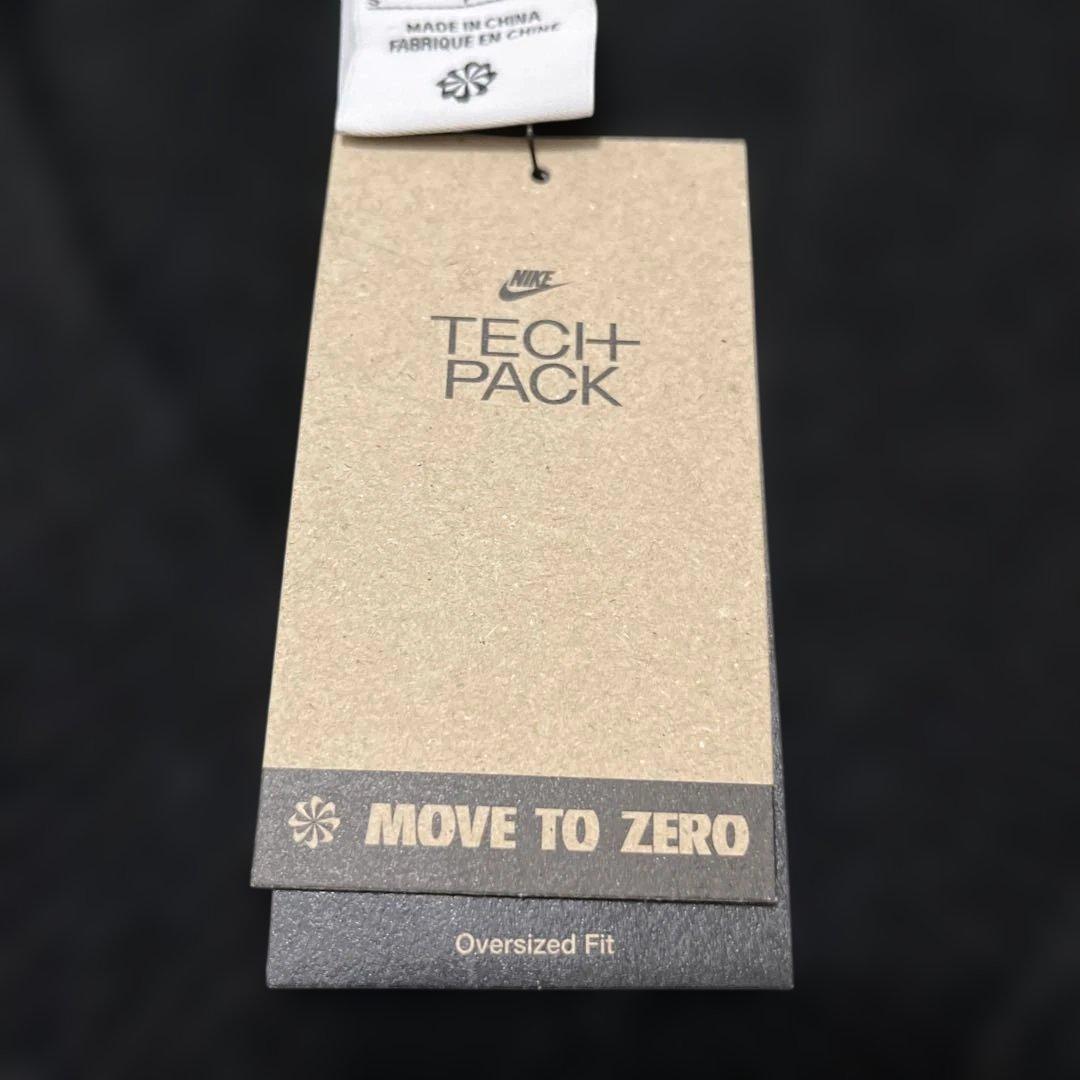 MADE IN CHINA
FABRIQUE EN CHINE
NIKE
TECH
PACK
MOVE TO ZERO
Oversized Fit